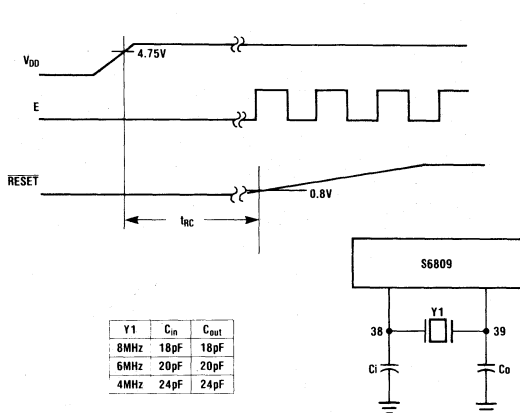 V_DD
4.75V
E
RESET
0.8V
t_RC
S6809
Y1
38
39
Ci
Co
Y1 C_in C_out
8MHz 18pF 18pF
6MHz 20pF 20pF
4MHz 24pF 24pF